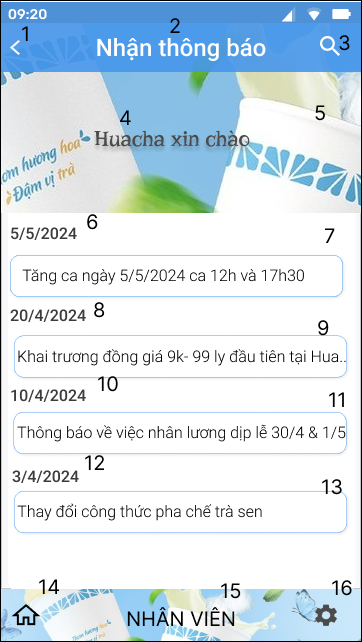 09:20
1
2
Nhận thông báo
3
4
5
Huacha xin chào
Thơm hương hoa
Đậm vị trà
6
5/5/2024
7
Tăng ca ngày 5/5/2024 ca 12h và 17h30
8
20/4/2024
9
Khai trương đồng giá 9k- 99 ly đầu tiên tại Hua..
10
10/4/2024
11
Thông báo về việc nhân lương dịp lễ 30/4 & 1/5
12
3/4/2024
13
Thay đổi công thức pha chế trà sen
14
15
16
NHÂN VIÊN